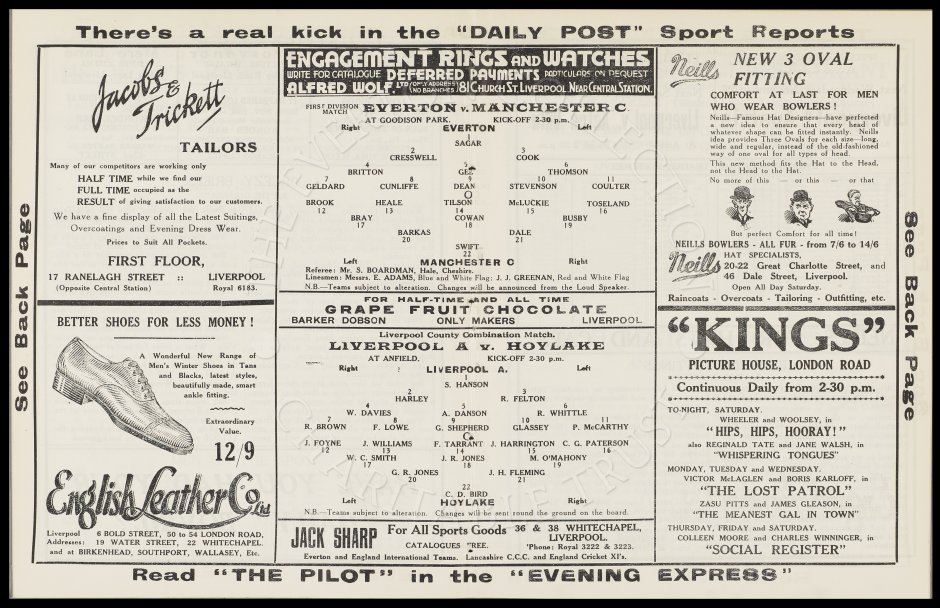 There's a real kick in the "DAILY POST" Sport Reports
See Back Page
Jacobs & Trickett
TAILORS
Many of our competitors are working only
HALF TIME while we find our
FULL TIME occupied as the
RESULT of giving satisfaction to our customers.
We have a fine display of all the Latest Suitings,
Overcoatings and Evening Dress Wear.
Prices to Suit All Pockets.
FIRST FLOOR,
17 RANELAGH STREET :: LIVERPOOL
(Opposite Central Station) Royal 6183.
BETTER SHOES FOR LESS MONEY !
A Wonderful New Range of
Men's Winter Shoes in Tans
and Blacks, latest styles,
beautifully made, smart
ankle fitting.
Extraordinary
Value.
12/9
English Leather Co. Ltd
Liverpool Addresses: 6 BOLD STREET, 50 to 54 LONDON ROAD,
19 WATER STREET, 22 WHITECHAPEL.
and at BIRKENHEAD, SOUTHPORT, WALLASEY, Etc.
ENGAGEMENT RINGS AND WATCHES
WRITE FOR CATALOGUE DEFERRED PAYMENTS PARTICULARS ON REQUEST
ALFRED WOLF, LTD (ONLY ADDRESS NO BRANCHES) 81 CHURCH ST. LIVERPOOL NEAR CENTRAL STATION.
FIRST DIVISION MATCH EVERTON v. MANCHESTER C.
AT GOODISON PARK. KICK-OFF 2-30 p.m.
Right EVERTON Left
1
SAGAR
2 3
CRESSWELL COOK
4 5 6
BRITTON GEE THOMSON
7 8 9 10 11
GELDARD CUNLIFFE DEAN STEVENSON COULTER
O
BROOK HEALE TILSON McLUCKIE TOSELAND
12 13 14 15 16
BRAY COWAN BUSBY
17 18 19
BARKAS DALE
20 21
SWIFT
22
Left MANCHESTER C Right
Referee: Mr. S. BOARDMAN, Hale, Cheshire.
Linesmen: Messrs. E. ADAMS, Blue and White Flag; J. J. GREENAN, Red and White Flag
N.B.—Teams subject to alteration. Changes will be announced from the Loud Speaker.
FOR HALF-TIME AND ALL TIME
GRAPE FRUIT CHOCOLATE
BARKER DOBSON ONLY MAKERS LIVERPOOL
Liverpool County Combination Match.
LIVERPOOL A v. HOYLAKE
AT ANFIELD. KICK-OFF 2-30 p.m.
Right LIVERPOOL A. Left
1
S. HANSON
2 3
HARLEY R. FELTON
4 5 6
W. DAVIES A. DANSON R. WHITTLE
7 8 9 10 11
R. BROWN F. LOWE G. SHEPHERD GLASSEY P. McCARTHY
J. FOYNE J. WILLIAMS F. TARRANT J. HARRINGTON C. G. PATERSON
12 13 14 15 16
W. C. SMITH J. R. JONES M. O'MAHONY
17 18 19
G. R. JONES J. H. FLEMING
20 21
22
C. D. BIRD
Left HOYLAKE Right
N.B.—Teams subject to alteration. Changes will be sent round the ground on the board.
JACK SHARP For All Sports Goods 36 & 38 WHITECHAPEL, LIVERPOOL.
CATALOGUES FREE. 'Phone: Royal 3222 & 3223.
Everton and England International Teams. Lancashire C.C.C. and England Cricket XI's.
Neills NEW 3 OVAL
FITTING
COMFORT AT LAST FOR MEN
WHO WEAR BOWLERS !
Neills—Famous Hat Designers—have perfected
a new idea to ensure that every head of
whatever shape can be fitted instantly. Neills
idea provides Three Ovals for each size—long,
wide and regular, instead of the old-fashioned
way of one oval for all types of head.
This new method fits the Hat to the Head,
not the Head to the Hat.
No more of this — or this — or that
But perfect Comfort for all time!
NEILLS BOWLERS - ALL FUR - from 7/6 to 14/6
Neills HAT SPECIALISTS,
20-22 Great Charlotte Street, and
46 Dale Street, Liverpool.
Open All Day Saturday.
Raincoats - Overcoats - Tailoring - Outfitting, etc.
"KINGS"
PICTURE HOUSE, LONDON ROAD
Continuous Daily from 2-30 p.m.
TO-NIGHT, SATURDAY.
WHEELER and WOOLSEY, in
"HIPS, HIPS, HOORAY!"
also REGINALD TATE and JANE WALSH, in
"WHISPERING TONGUES"
MONDAY, TUESDAY and WEDNESDAY.
VICTOR McLAGLEN and BORIS KARLOFF, in
"THE LOST PATROL"
ZASU PITTS and JAMES GLEASON, in
"THE MEANEST GAL IN TOWN"
THURSDAY, FRIDAY and SATURDAY.
COLLEEN MOORE and CHARLES WINNINGER, in
"SOCIAL REGISTER"
See Back Page
Read "THE PILOT" in the "EVENING EXPRESS"